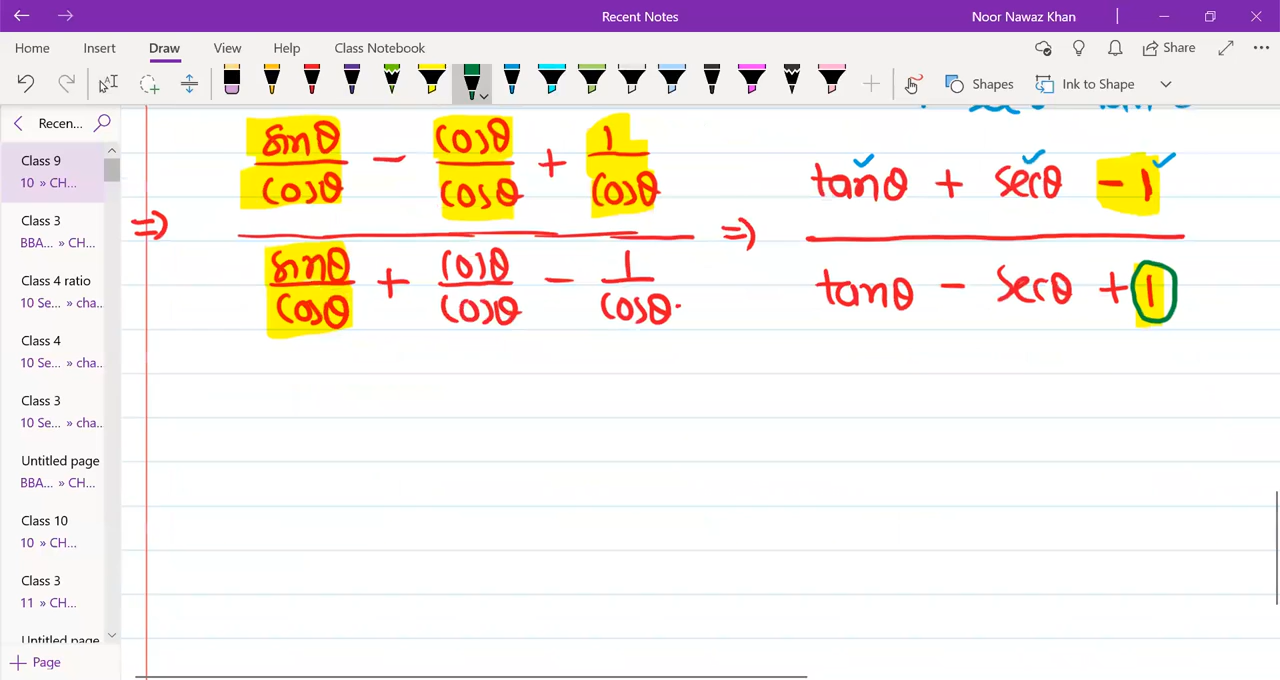 Recent Notes
Noor Nawaz Khan
Home Insert Draw View Help Class Notebook Share
Shapes Ink to Share
Recen...
Class 9
10 » CH...
Class 3
BBA... » CH...
Class 4 ratio
10 Se... » cha...
Class 4
10 Se... » cha...
Class 3
10 Se... » cha...
Untitled page
BBA... » CH...
Class 10
10 » CH...
Class 3
11 » CH...
Untitled page
+ Page
sinθ/cosθ - cosθ/cosθ + 1/cosθ
=>
sinθ/cosθ + cosθ/cosθ - 1/cosθ.
=>
tanθ + secθ - 1
tanθ - secθ + 1